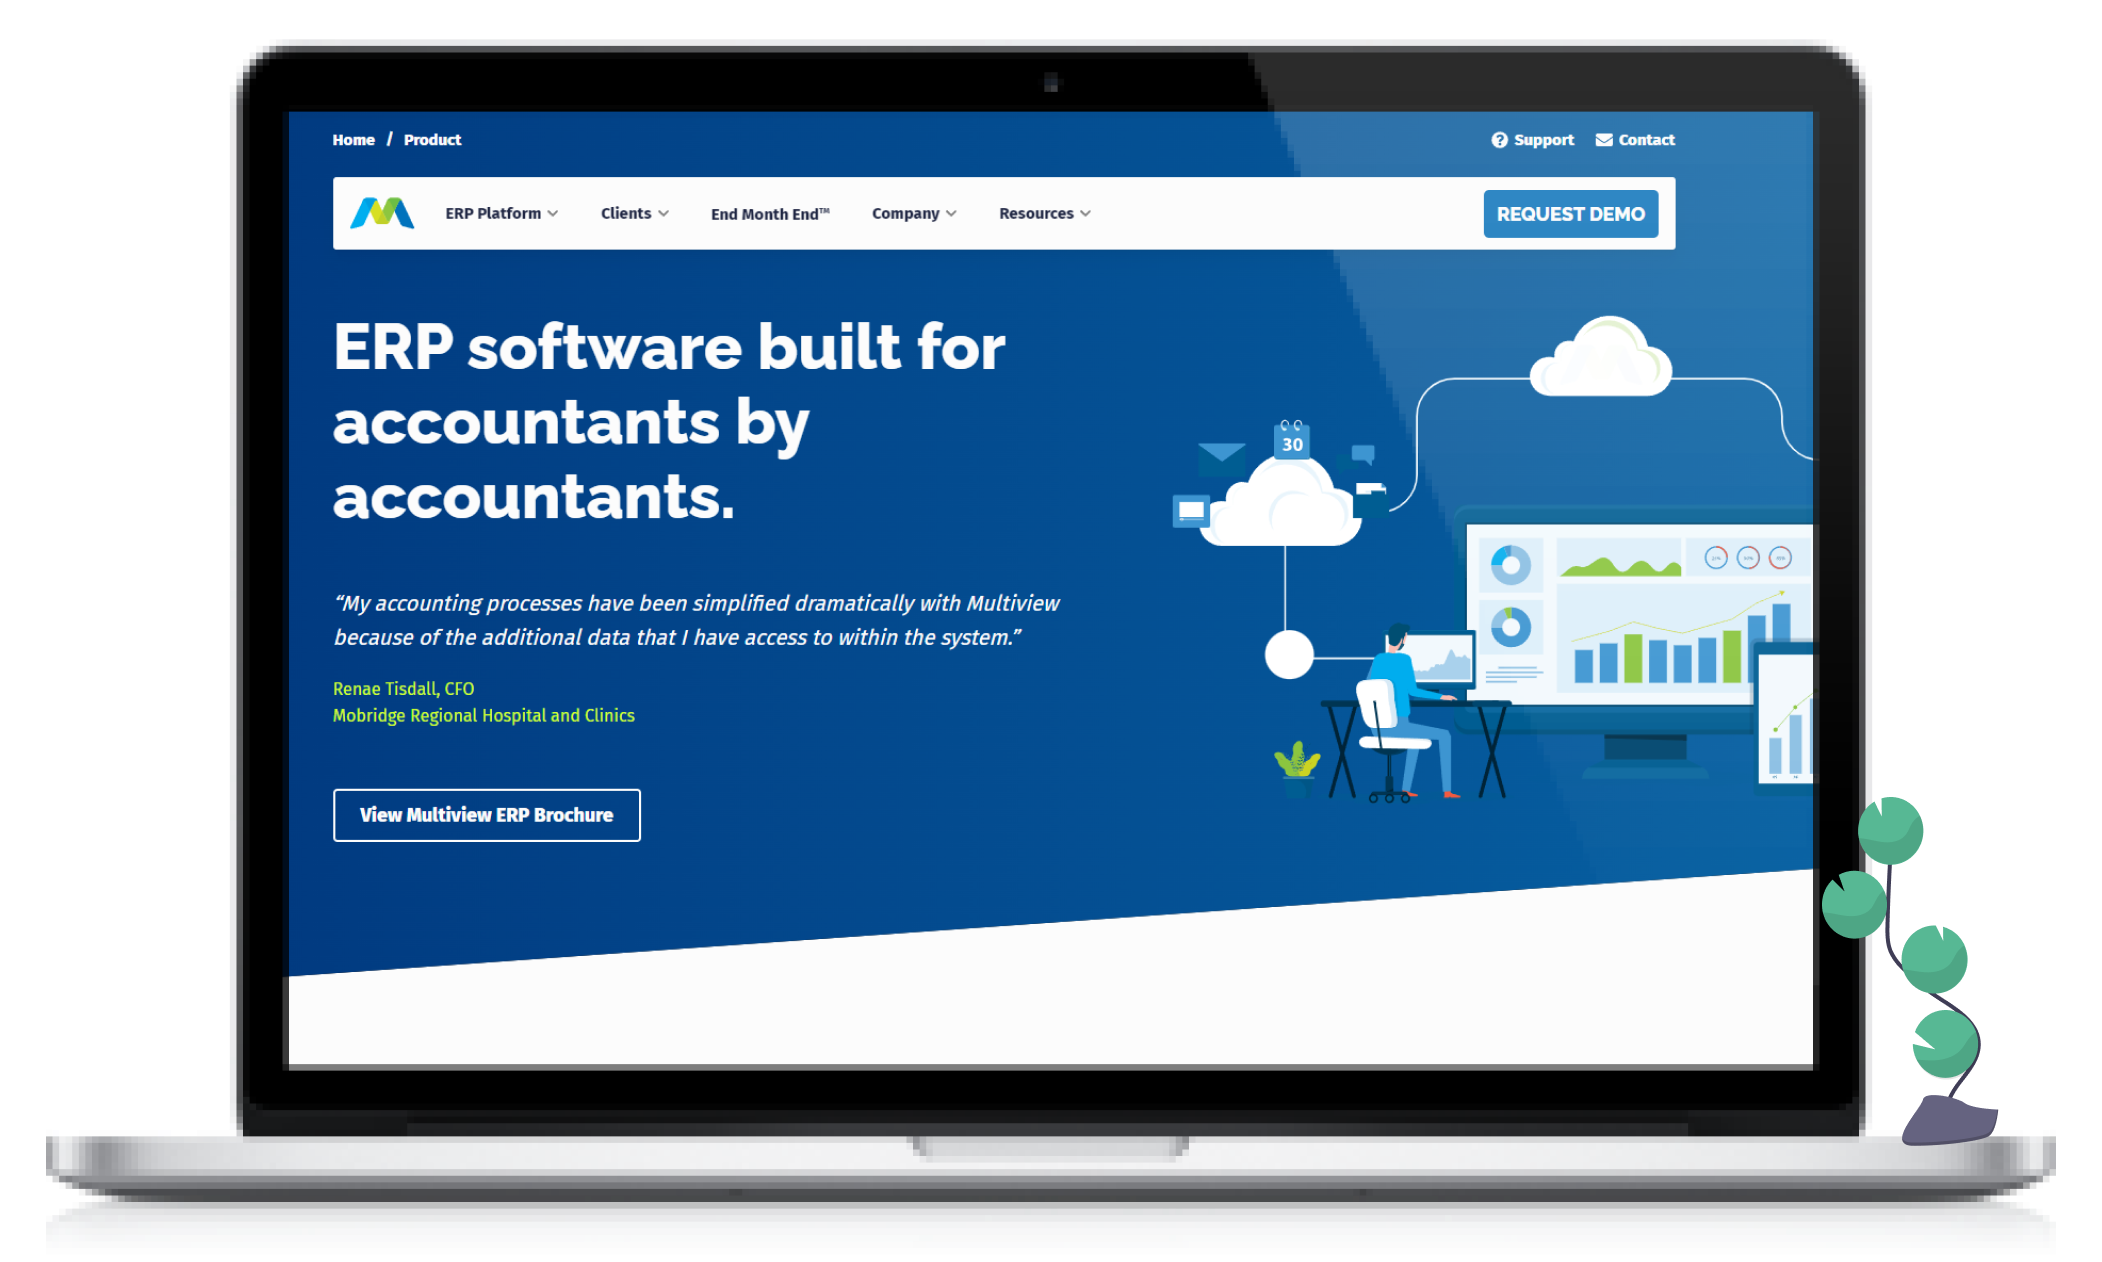 Home / Product
Support Contact
ERP Platform Clients End Month End™ Company Resources REQUEST DEMO
ERP software built for
accountants by
accountants.
30
“My accounting processes have been simplified dramatically with Multiview
because of the additional data that I have access to within the system.”
Renae Tisdall, CFO
Mobridge Regional Hospital and Clinics
View Multiview ERP Brochure